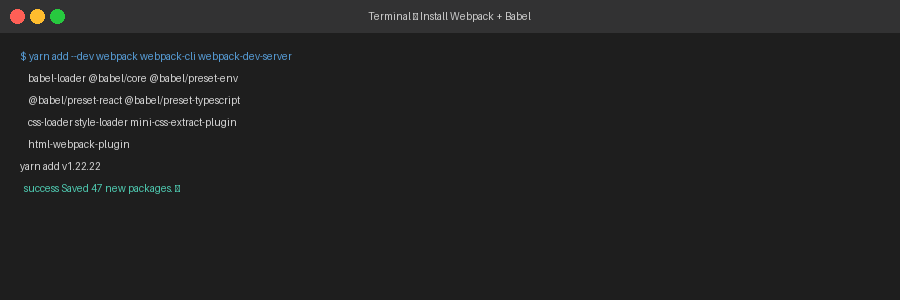 Terminal Install Webpack + Babel
$ yarn add --dev webpack webpack-cli webpack-dev-server
babel-loader @babel/core @babel/preset-env
@babel/preset-react @babel/preset-typescript
css-loader style-loader mini-css-extract-plugin
html-webpack-plugin
yarn add v1.22.22
success Saved 47 new packages.